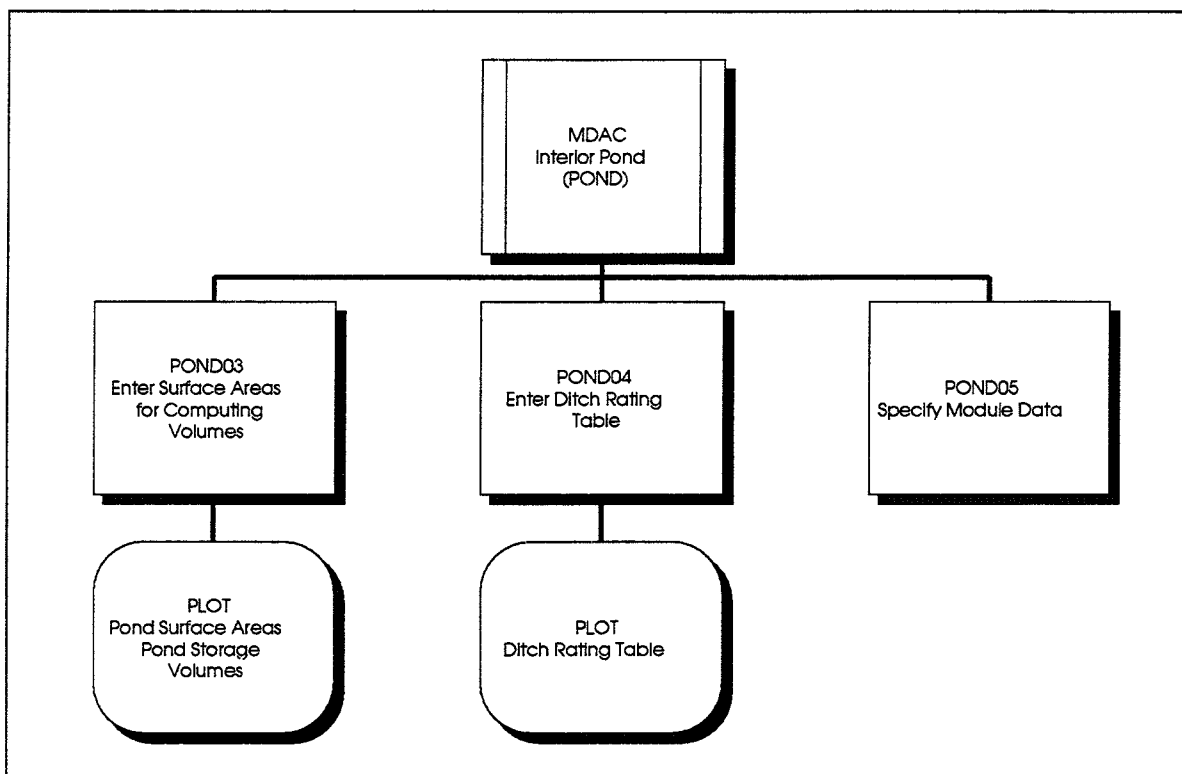 MDAC
Interior Pond
(POND)
POND03
Enter Surface Areas
for Computing
Volumes
POND04
Enter Ditch Rating
Table
POND05
Specify Module Data
PLOT
Pond Surface Areas
Pond Storage
Volumes
PLOT
Ditch Rating Table